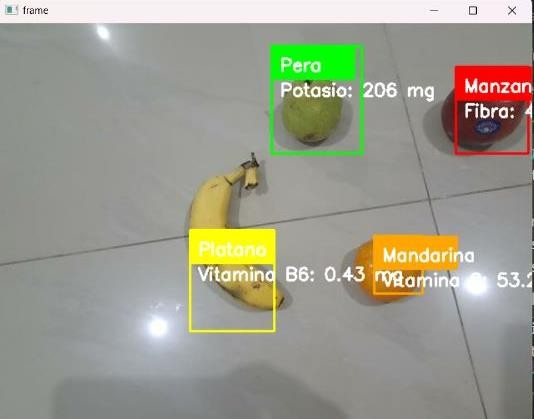 frame
Pera
Potasio: 206 mg
Manzan
Fibra: 4
Platano
Vitamina B6: 0.43 mg
Mandarina
Vitamina C: 53.2